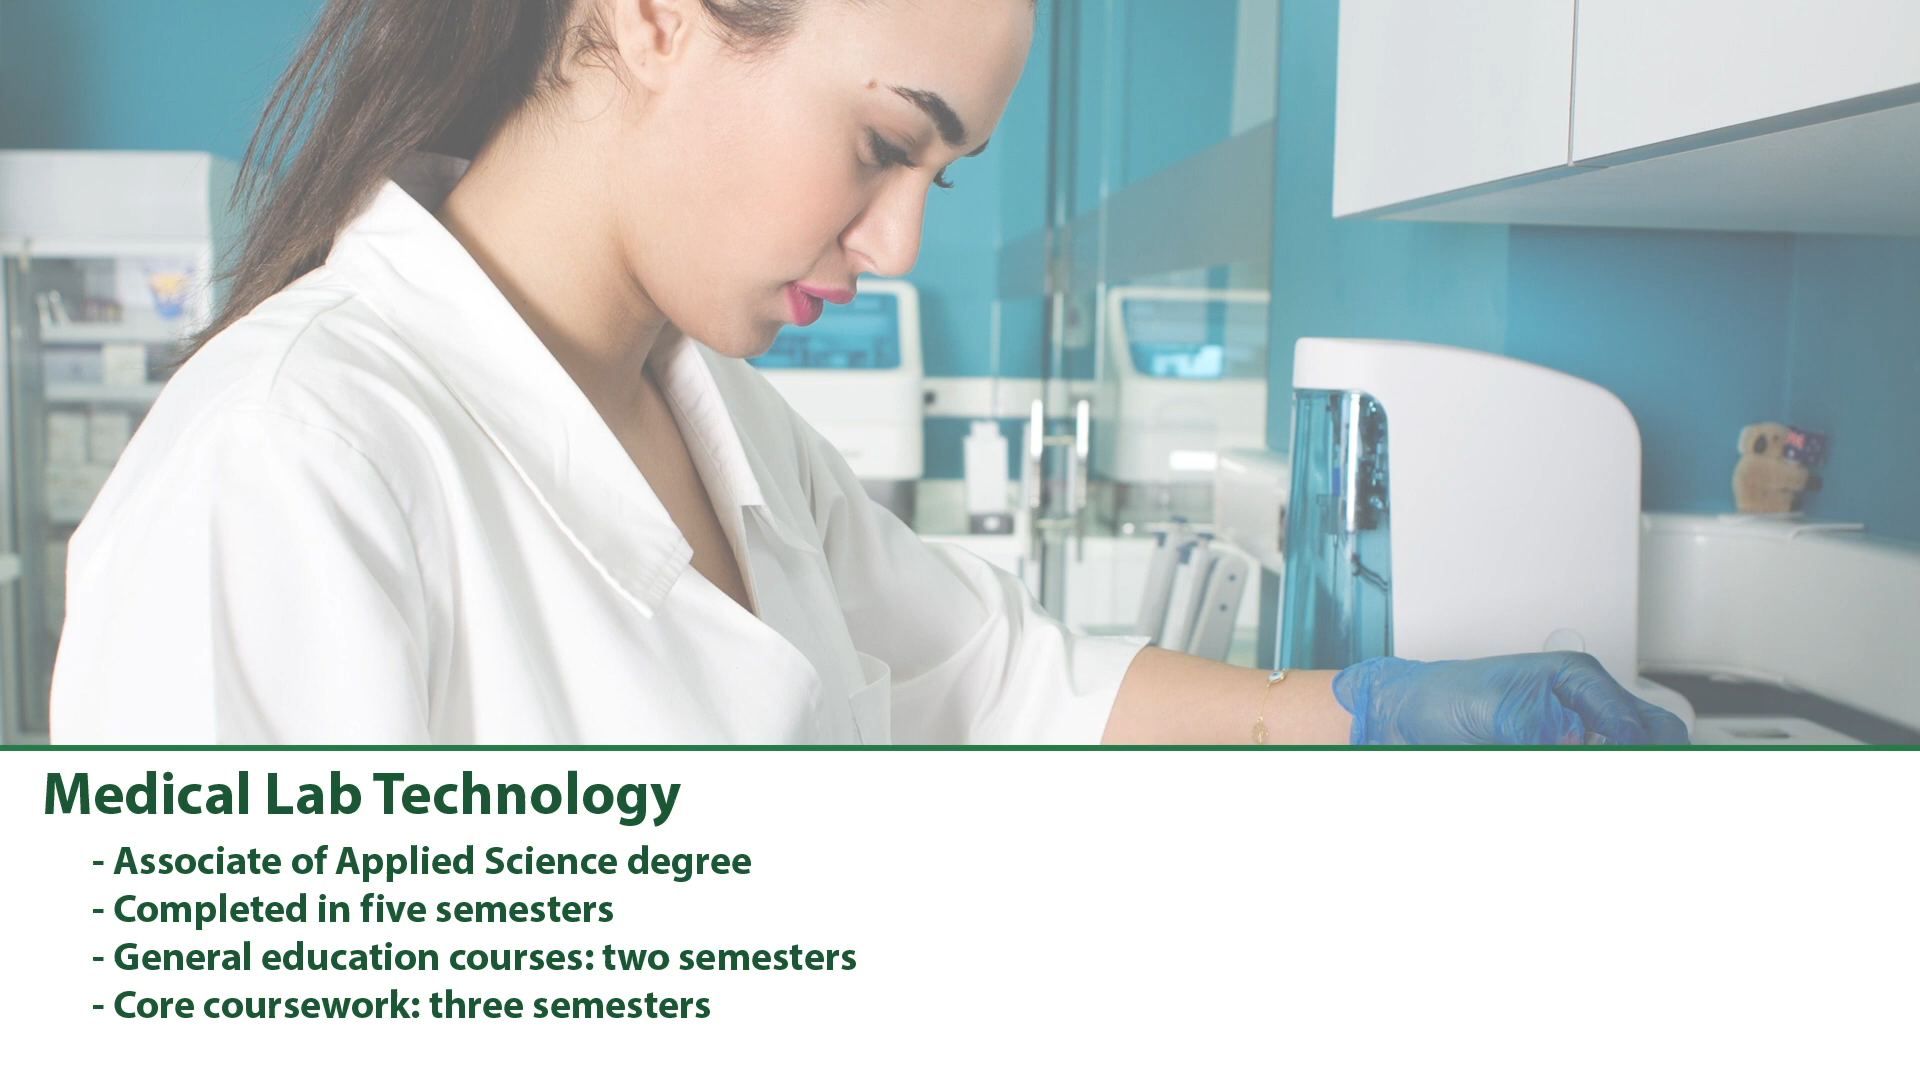 Medical Lab Technology
- Associate of Applied Science degree
- Completed in five semesters
- General education courses: two semesters
- Core coursework: three semesters